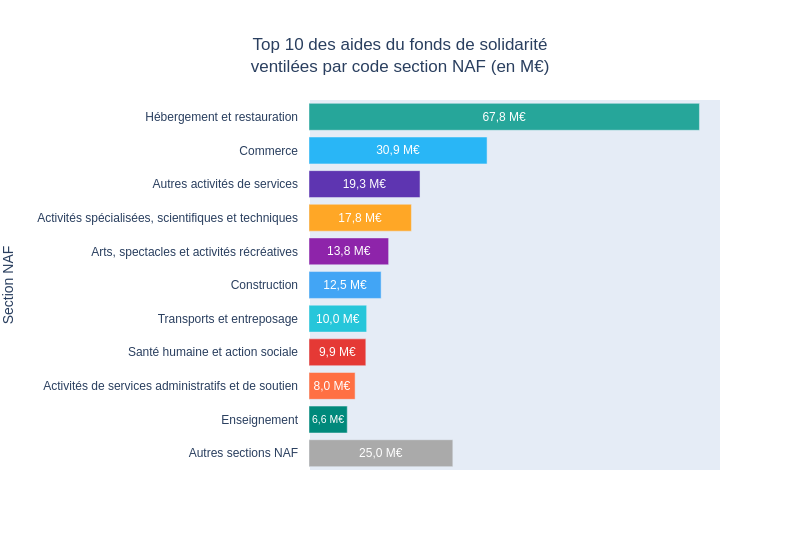 Top 10 des aides du fonds de solidarité
ventilées par code section NAF (en M€)
Section NAF
Hébergement et restauration 67,8 M€
Commerce 30,9 M€
Autres activités de services 19,3 M€
Activités spécialisées, scientifiques et techniques 17,8 M€
Arts, spectacles et activités récréatives 13,8 M€
Construction 12,5 M€
Transports et entreposage 10,0 M€
Santé humaine et action sociale 9,9 M€
Activités de services administratifs et de soutien 8,0 M€
Enseignement 6,6 M€
Autres sections NAF 25,0 M€